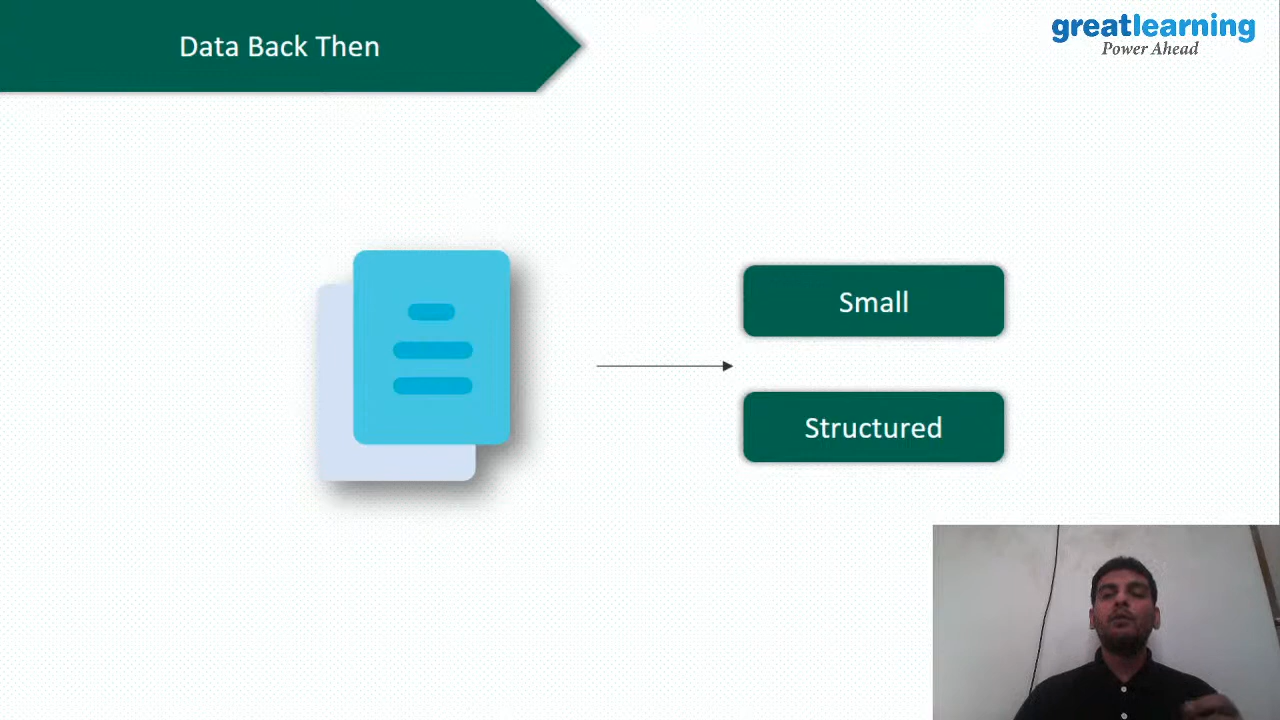 Data Back Then
greatlearning
Power Ahead
Small
Structured